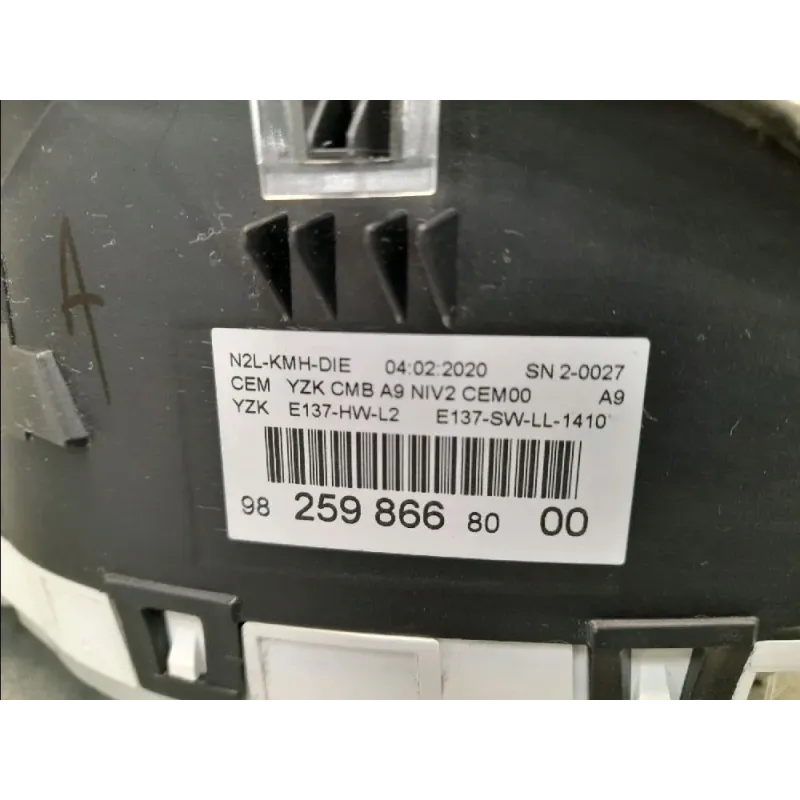 A
N2L-KMH-DIE 04:02:2020 SN 2-0027
CEM YZK CMB A9 NIV2 CEM00 A9
YZK E137-HW-L2 E137-SW-LL-1410
98 259 866 80 00